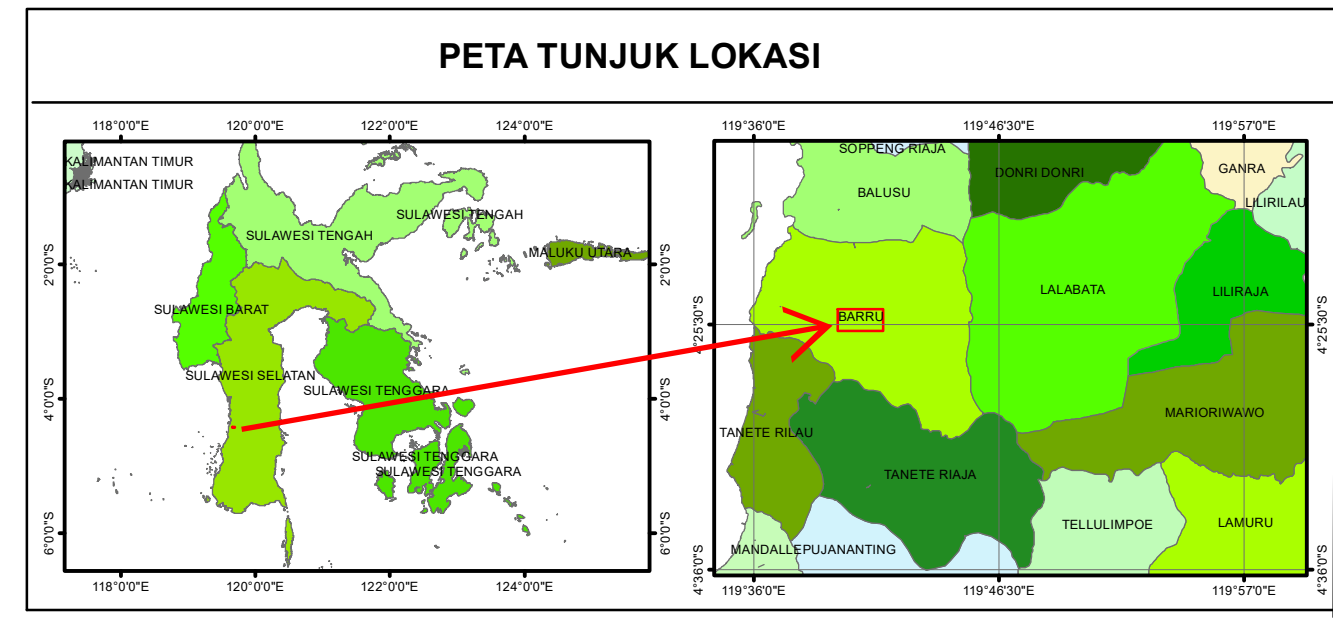 PETA TUNJUK LOKASI
118°0'0"E 120°0'0"E 122°0'0"E 124°0'0"E
KALIMANTAN TIMUR
KALIMANTAN TIMUR
SULAWESI TENGAH
SULAWESI TENGAH
MALUKU UTARA
2°0'0"S
2°0'0"S
SULAWESI BARAT
SULAWESI SELATAN
SULAWESI TENGGARA
4°0'0"S
4°0'0"S
SULAWESI TENGGARA
SULAWESI TENGGARA
6°0'0"S
6°0'0"S
118°0'0"E 120°0'0"E 122°0'0"E 124°0'0"E
119°36'0"E 119°46'30"E 119°57'0"E
SOPPENG RIAJA
DONRI DONRI
GANRA
BALUSU
LILIRILAU
LALABATA
LILIRAJA
BARRU
4°25'30"S
4°25'30"S
MARIORIWAWO
TANETE RILAU
TANETE RIAJA
TELLULIMPOE
LAMURU
MANDALLE
PUJANANTING
4°36'0"S
4°36'0"S
119°36'0"E 119°46'30"E 119°57'0"E